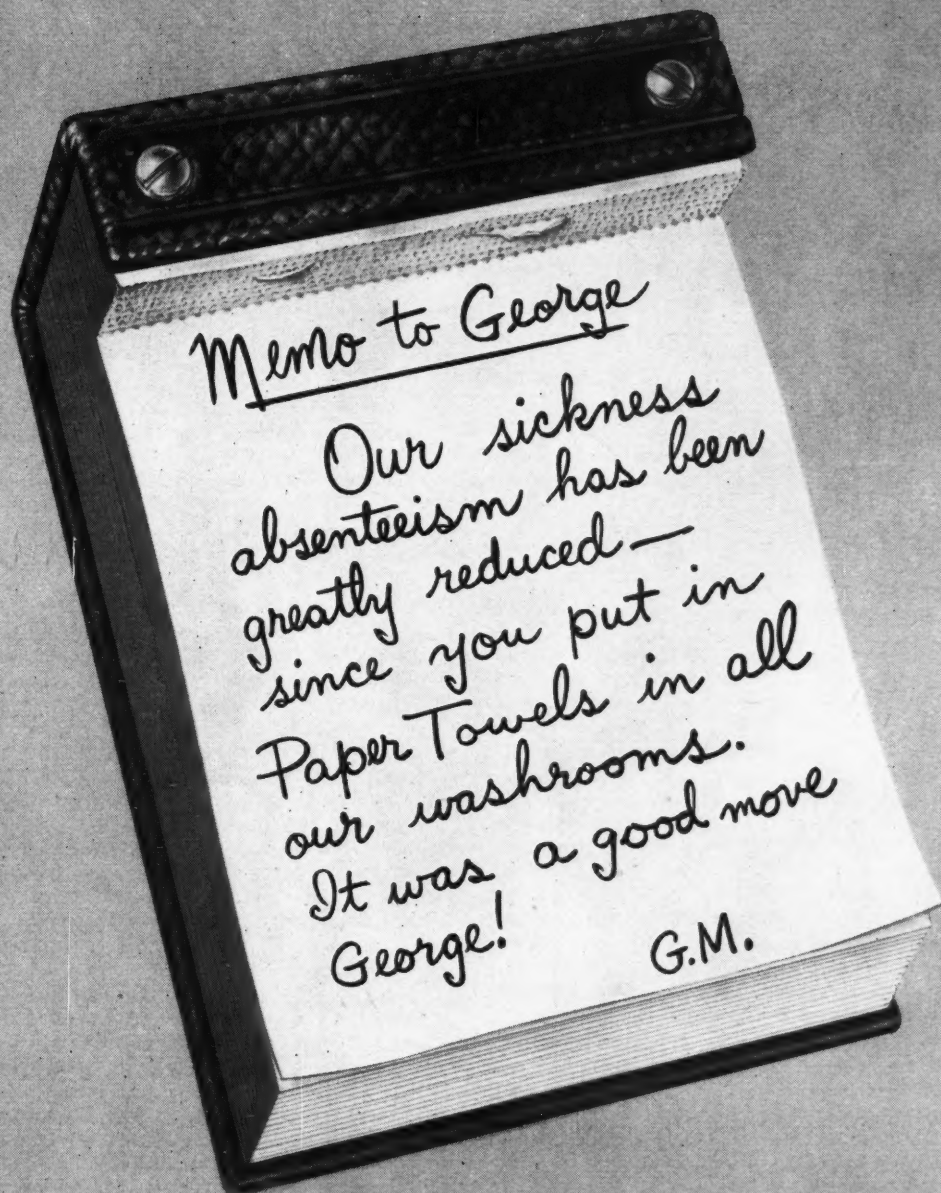 Memo to George
Our sickness
absenteeism has been
greatly reduced—
since you put in
Paper Towels in all
our washrooms.
It was a good move
George!
G.M.